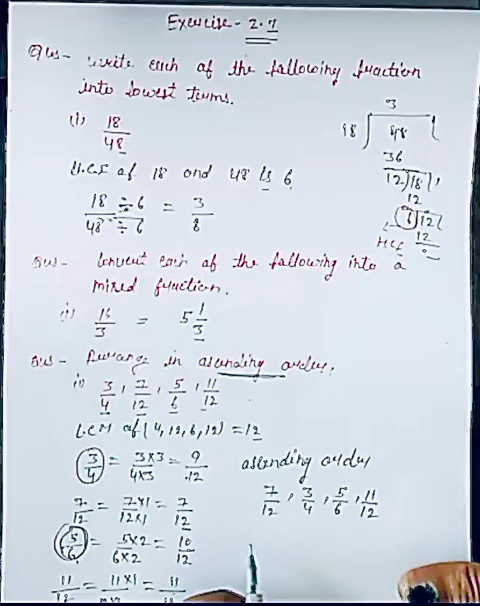 Exercise - 2.7
Qus - write each of the following fraction
into lowest terms.
(i) 18/48
H.C.F of 18 and 48 is 6
18 ÷ 6 / 48 ÷ 6 = 3/8
18 ) 48 (
36
12 ) 18 (
12
6 ) 12 (
HCF 12
Qus - Convert each of the following into a
mixed fraction.
(i) 16/3 = 5 1/3
Qus - Arrange in ascending order.
(i) 3/4 , 7/12 , 5/6 , 11/12
L.C.M of (4, 12, 6, 12) = 12
3/4 = 3×3/4×3 = 9/12
7/12 = 7×1/12×1 = 7/12
5/6 = 5×2/6×2 = 10/12
11/12 = 11×1/ = 11/
ascending order
7/12 , 3/4 , 5/6 , 11/12